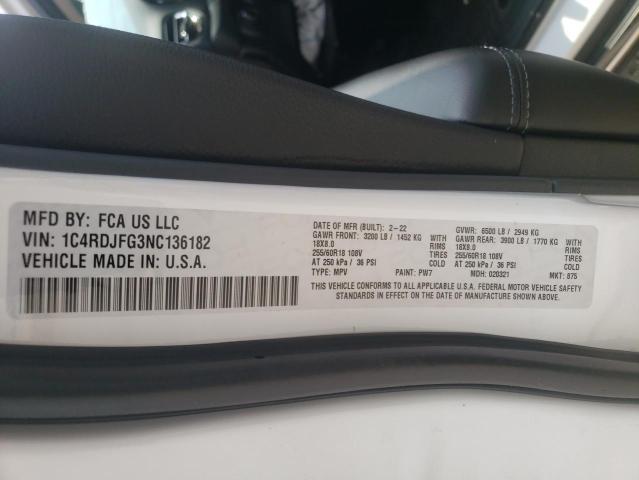 MFD BY: FCA US LLC
VIN: 1C4RDJFG3NC136182
VEHICLE MADE IN: U.S.A.
DATE OF MFR (BUILT): 2-22
GAWR FRONT: 3200 LB / 1452 KG WITH
18X8.0 RIMS
255/60R18 108V TIRES
AT 250 kPa / 36 PSI COLD
TYPE: MPV PAINT: PW7
GVWR: 6500 LB / 2949 KG
GAWR REAR: 3900 LB / 1770 KG WITH
18X8.0 RIMS
255/60R18 108V TIRES
AT 250 kPa / 36 PSI COLD
MDH: 020321 MKT: 875
THIS VEHICLE CONFORMS TO ALL APPLICABLE U.S.A. FEDERAL MOTOR VEHICLE SAFETY
STANDARDS IN EFFECT ON THE DATE OF MANUFACTURE SHOWN ABOVE.